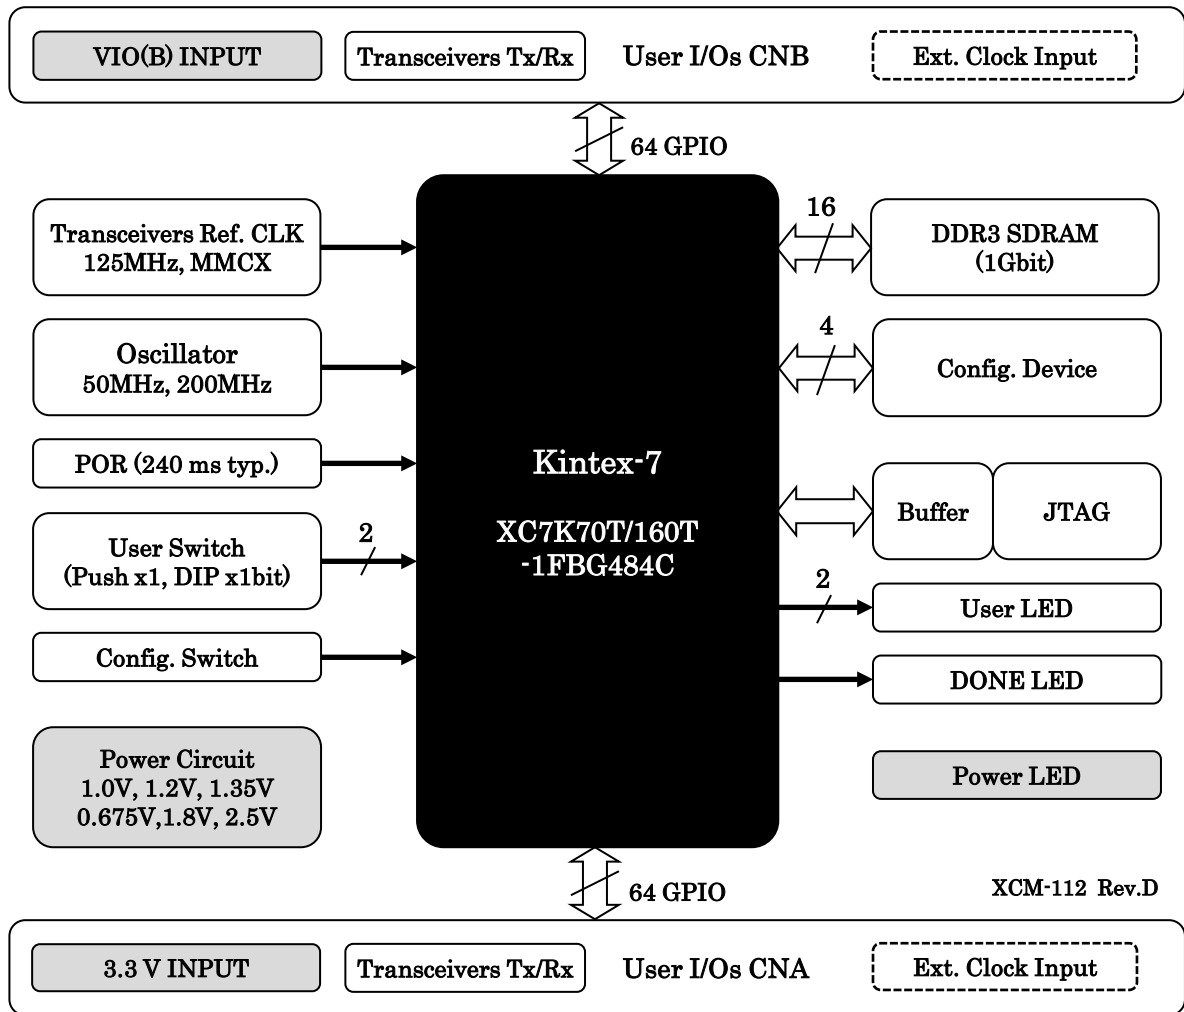 VIO(B) INPUT
Transceivers Tx/Rx
User I/Os CNB
Ext. Clock Input
64 GPIO
Transceivers Ref. CLK
125MHz, MMCX
Oscillator
50MHz, 200MHz
POR (240 ms typ.)
2
User Switch
(Push x1, DIP x1bit)
Config. Switch
Power Circuit
1.0V, 1.2V, 1.35V
0.675V,1.8V, 2.5V
Kintex-7
XC7K70T/160T
-1FBG484C
16
DDR3 SDRAM
(1Gbit)
4
Config. Device
Buffer
JTAG
2
User LED
DONE LED
Power LED
64 GPIO
XCM-112 Rev.D
3.3 V INPUT
Transceivers Tx/Rx
User I/Os CNA
Ext. Clock Input